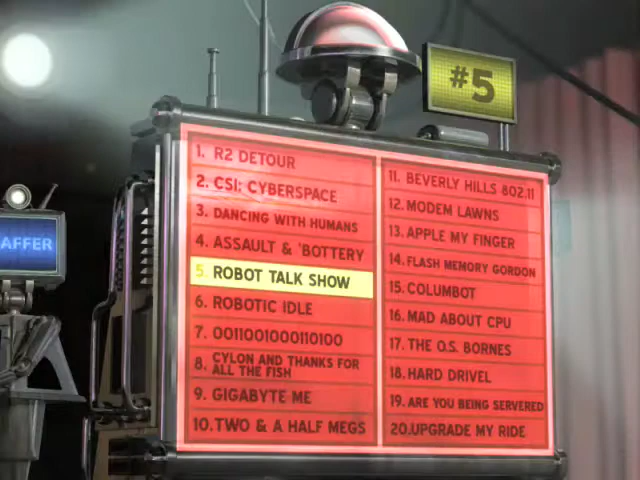 #5
AFFER
1. R2 DETOUR
2. CSI: CYBERSPACE
3. DANCING WITH HUMANS
4. ASSAULT & 'BOTTERY
5. ROBOT TALK SHOW
6. ROBOTIC IDLE
7. 0011001000110100
8. CYLON AND THANKS FOR
ALL THE FISH
9. GIGABYTE ME
10. TWO & A HALF MEGS
11. BEVERLY HILLS 802.11
12. MODEM LAWNS
13. APPLE MY FINGER
14. FLASH MEMORY GORDON
15. COLUMBOT
16. MAD ABOUT CPU
17. THE O.S. BORNES
18. HARD DRIVEL
19. ARE YOU BEING SERVERED
20. UPGRADE MY RIDE